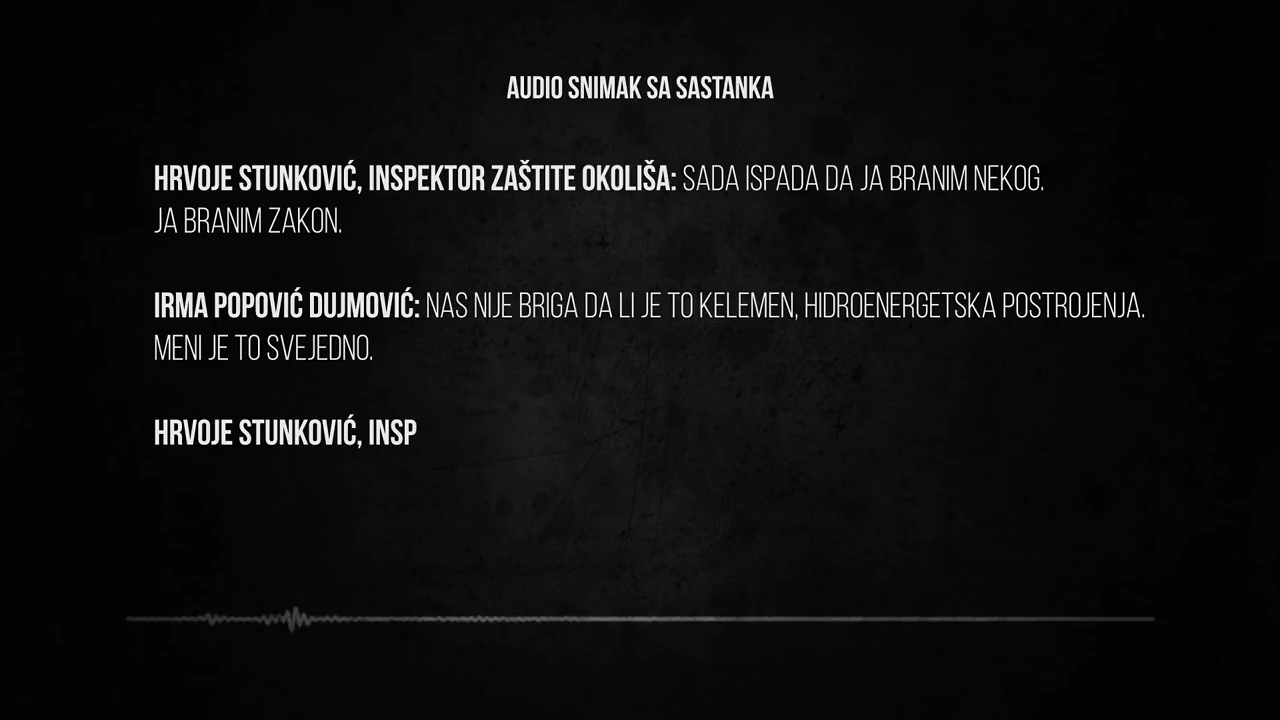 AUDIO SNIMAK SA SASTANKA
HRVOJE STUNKOVIĆ, INSPEKTOR ZAŠTITE OKOLIŠA: SADA ISPADA DA JA BRANIM NEKOG.
JA BRANIM ZAKON.
IRMA POPOVIĆ DUJMOVIĆ: NAS NIJE BRIGA DA LI JE TO KELEMEN, HIDROENERGETSKA POSTROJENJA.
MENI JE TO SVEJEDNO.
HRVOJE STUNKOVIĆ, INSP